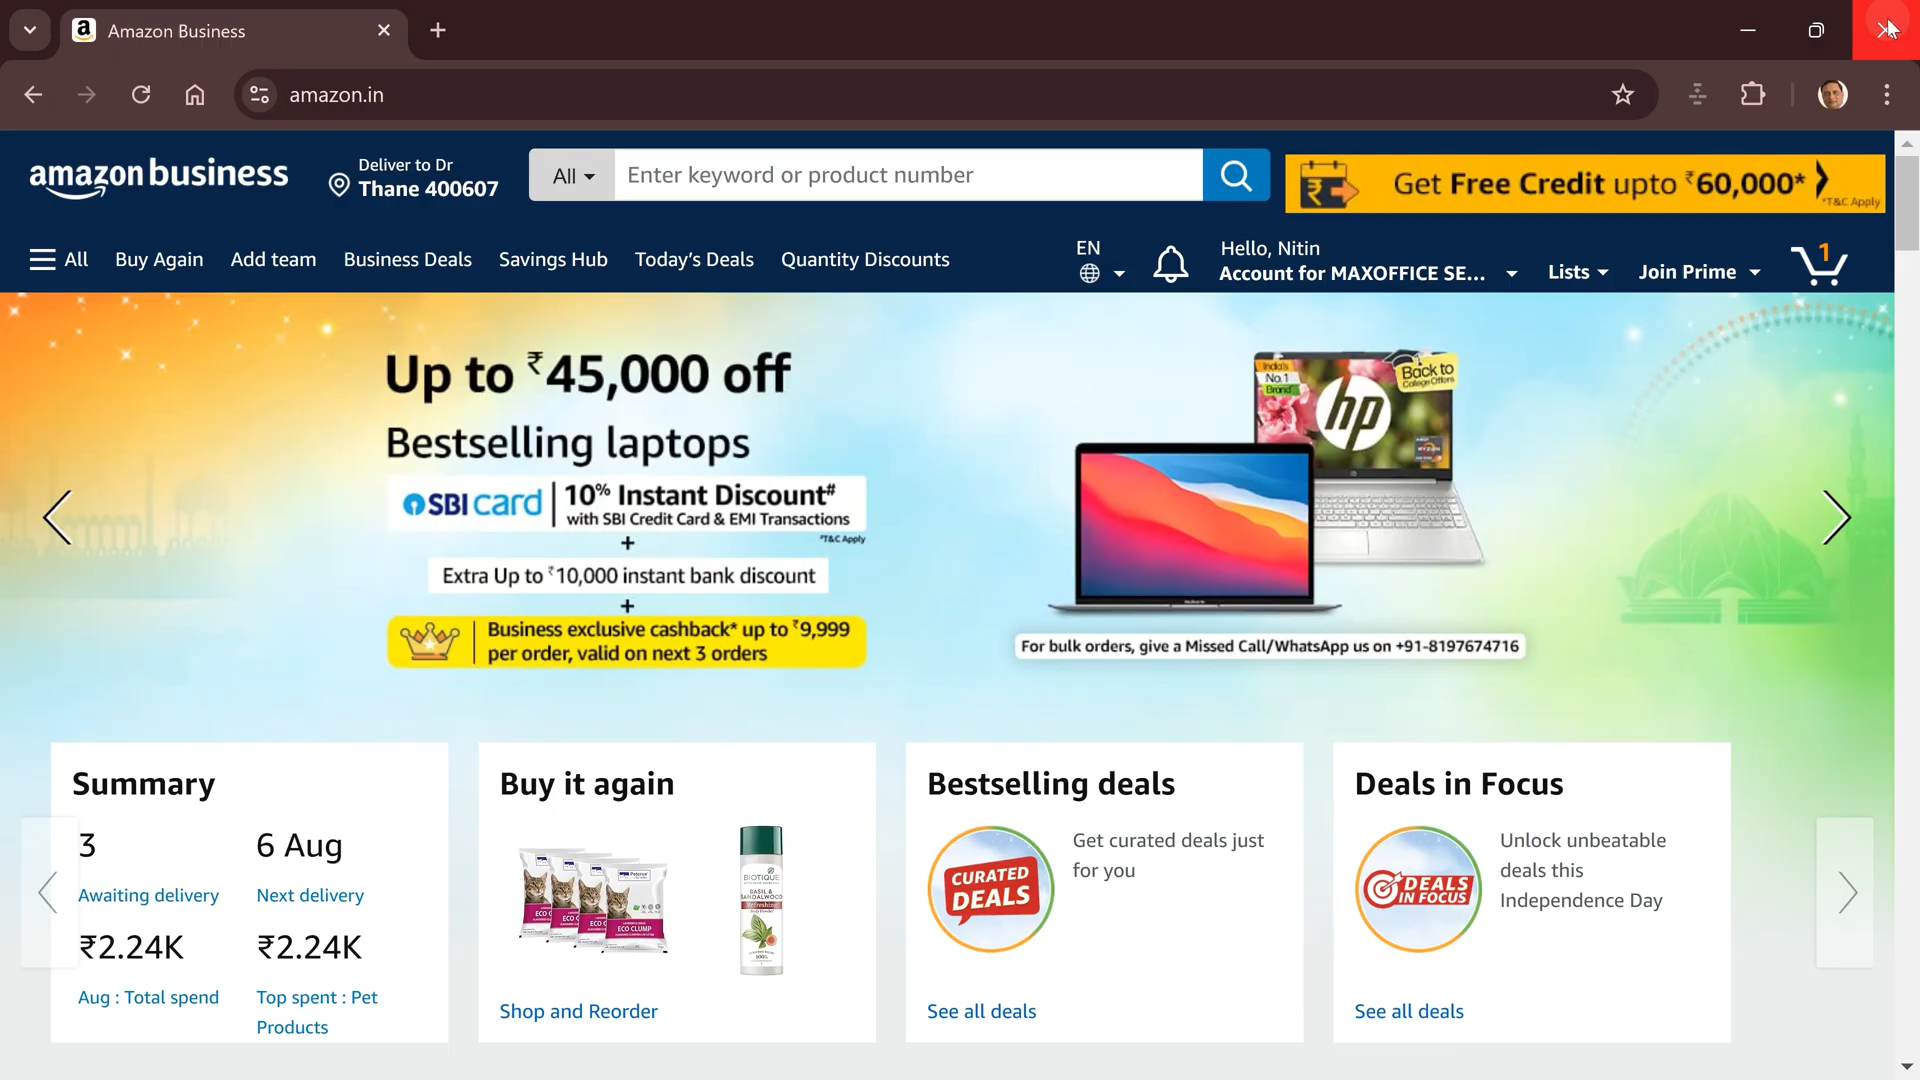 Amazon Business
amazon.in
amazon business
Deliver to Dr
Thane 400607
All
Enter keyword or product number
Get Free Credit upto ₹60,000*
*T&C Apply
All
Buy Again
Add team
Business Deals
Savings Hub
Today's Deals
Quantity Discounts
EN
Hello, Nitin
Account for MAXOFFICE SE...
Lists
Join Prime
1
Up to ₹45,000 off
Bestselling laptops
SBI card
10% Instant Discount#
with SBI Credit Card & EMI Transactions
*T&C Apply
+
Extra Up to ₹10,000 instant bank discount
+
Business exclusive cashback* up to ₹9,999
per order, valid on next 3 orders
India's
No.1
Brand
Back to
College Offers
hp
RYZEN
For bulk orders, give a Missed Call/WhatsApp us on +91-8197674716
Summary
3
6 Aug
Awaiting delivery
Next delivery
₹2.24K
₹2.24K
Aug : Total spend
Top spent : Pet
Products
Buy it again
Petcrux
ECO CLUMP
BIOTIQUE
BASIL &
SANDALWOOD
Refreshing
Body Powder
100%
Shop and Reorder
Bestselling deals
CURATED
DEALS
Get curated deals just
for you
See all deals
Deals in Focus
DEALS
IN FOCUS
Unlock unbeatable
deals this
Independence Day
See all deals